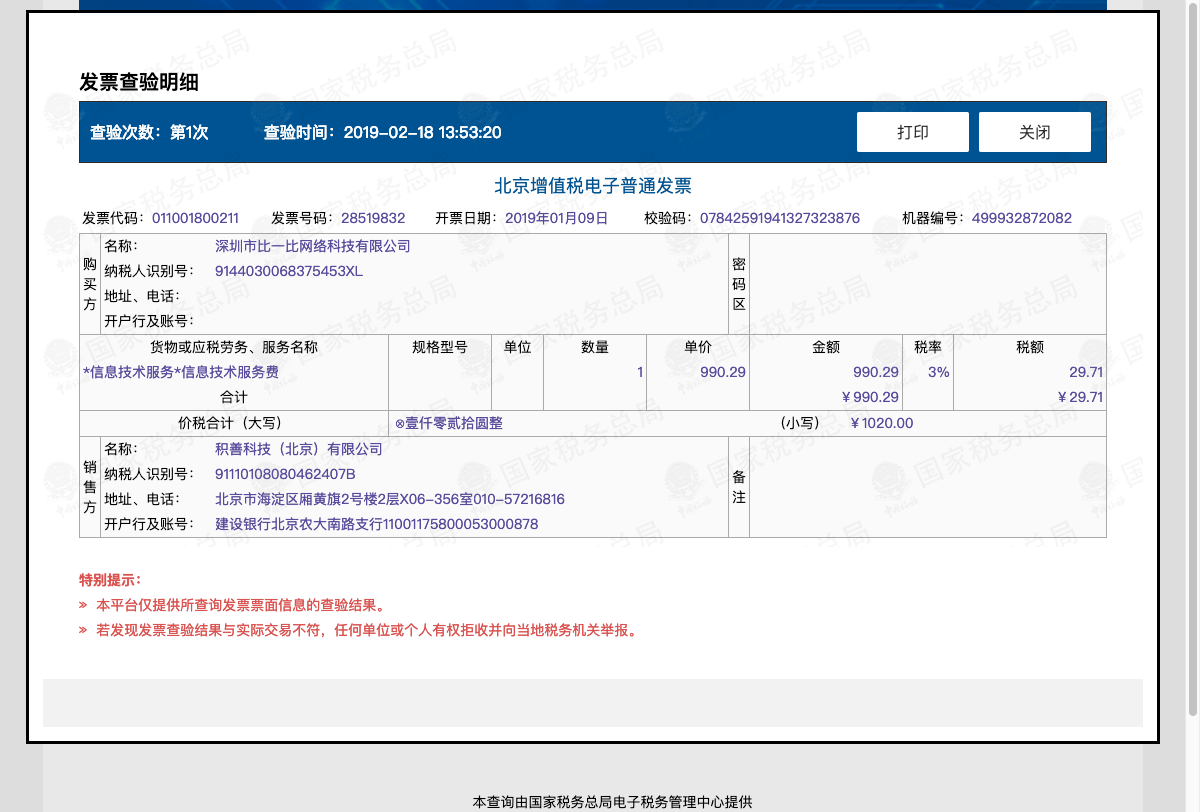 发票查验明细
查验次数：第1次 查验时间：2019-02-18 13:53:20 打印 关闭
北京增值税电子普通发票
发票代码：011001800211 发票号码：28519832 开票日期：2019年01月09日 校验码：07842591941327323876 机器编号：499932872082
购买方
名称： 深圳市比一比网络科技有限公司
纳税人识别号： 9144030068375453XL
地址、电话：
开户行及账号：
密码区
货物或应税劳务、服务名称 规格型号 单位 数量 单价 金额 税率 税额
*信息技术服务*信息技术服务费 1 990.29 990.29 3% 29.71
合计 ￥990.29 ￥29.71
价税合计（大写） ⊗壹仟零贰拾圆整 (小写) ￥1020.00
销售方
名称： 积善科技（北京）有限公司
纳税人识别号： 91110108080462407B
地址、电话： 北京市海淀区厢黄旗2号楼2层X06-356室010-57216816
开户行及账号： 建设银行北京农大南路支行11001175800053000878
备注
特别提示：
» 本平台仅提供所查询发票票面信息的查验结果。
» 若发现发票查验结果与实际交易不符，任何单位或个人有权拒收并向当地税务机关举报。
本查询由国家税务总局电子税务管理中心提供
国家税务总局